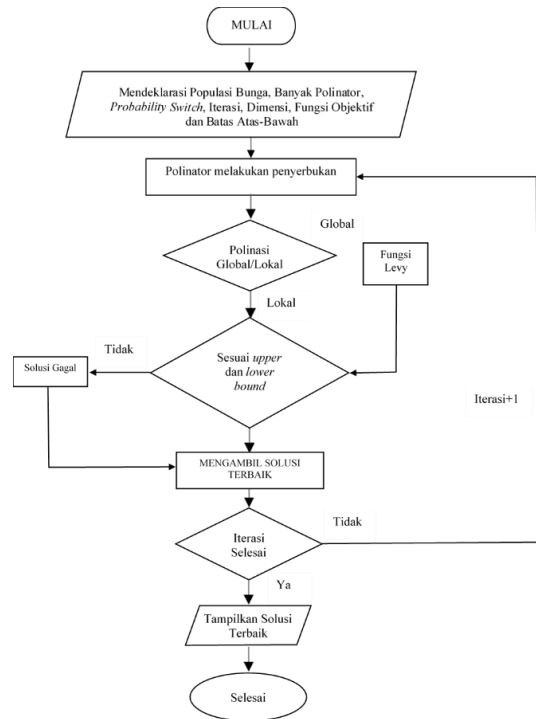 MULAI
Mendeklarasi Populasi Bunga, Banyak Polinator,
Probability Switch, Iterasi, Dimensi, Fungsi Objektif
dan Batas Atas-Bawah
Polinator melakukan penyerbukan
Global
Polinasi
Global/Lokal
Fungsi
Levy
Lokal
Tidak
Sesuai upper
dan lower
bound
Solusi Gagal
Iterasi+1
MENGAMBIL SOLUSI
TERBAIK
Tidak
Iterasi
Selesai
Ya
Tampilkan Solusi
Terbaik
Selesai